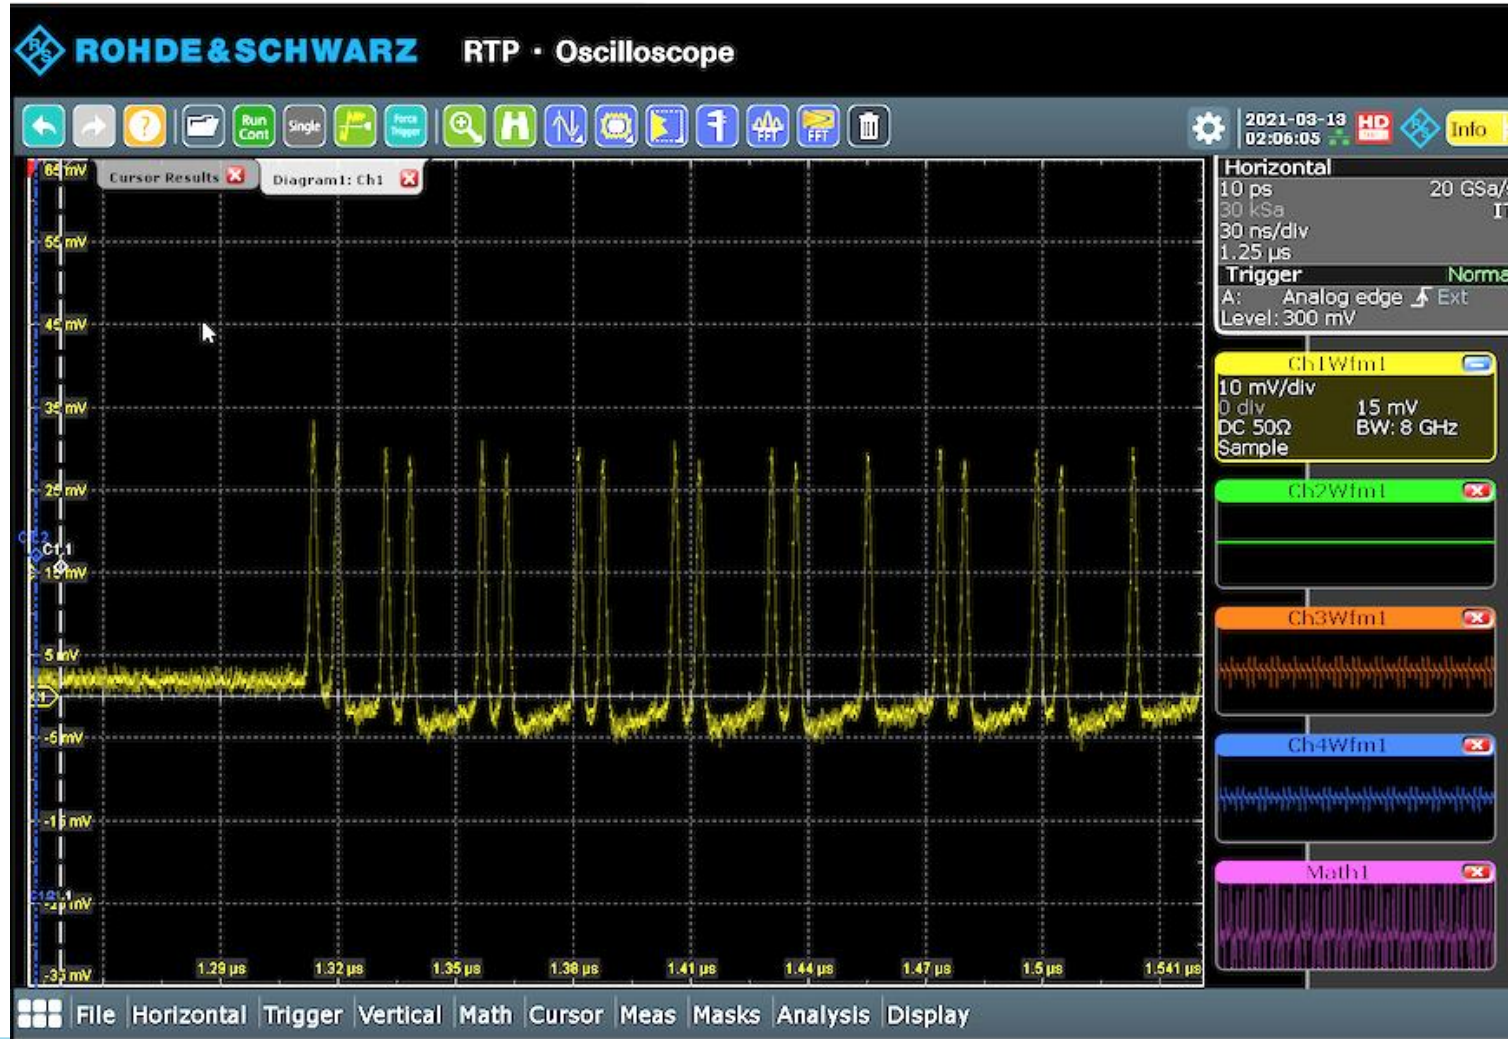 ROHDE&SCHWARZ RTP · Oscilloscope
Run Cont
Single
Force Trigger
FFT
FFT
2021-03-13
02:06:05
HD
Info
Cursor Results
Diagram1: Ch1
55 mV
45 mV
35 mV
25 mV
C1.1
15 mV
5 mV
-5 mV
-15 mV
-35 mV
1.29 µs
1.32 µs
1.35 µs
1.38 µs
1.41 µs
1.44 µs
1.47 µs
1.5 µs
1.541 µs
Horizontal
10 ps 20 GSa/
30 kSa
30 ns/div
1.25 µs
Trigger Norma
A: Analog edge Ext
Level: 300 mV
Ch1Wfm1
10 mV/div
0 div 15 mV
DC 50Ω BW: 8 GHz
Sample
Ch2Wfm1
Ch3Wfm1
Ch4Wfm1
Math1
File Horizontal Trigger Vertical Math Cursor Meas Masks Analysis Display